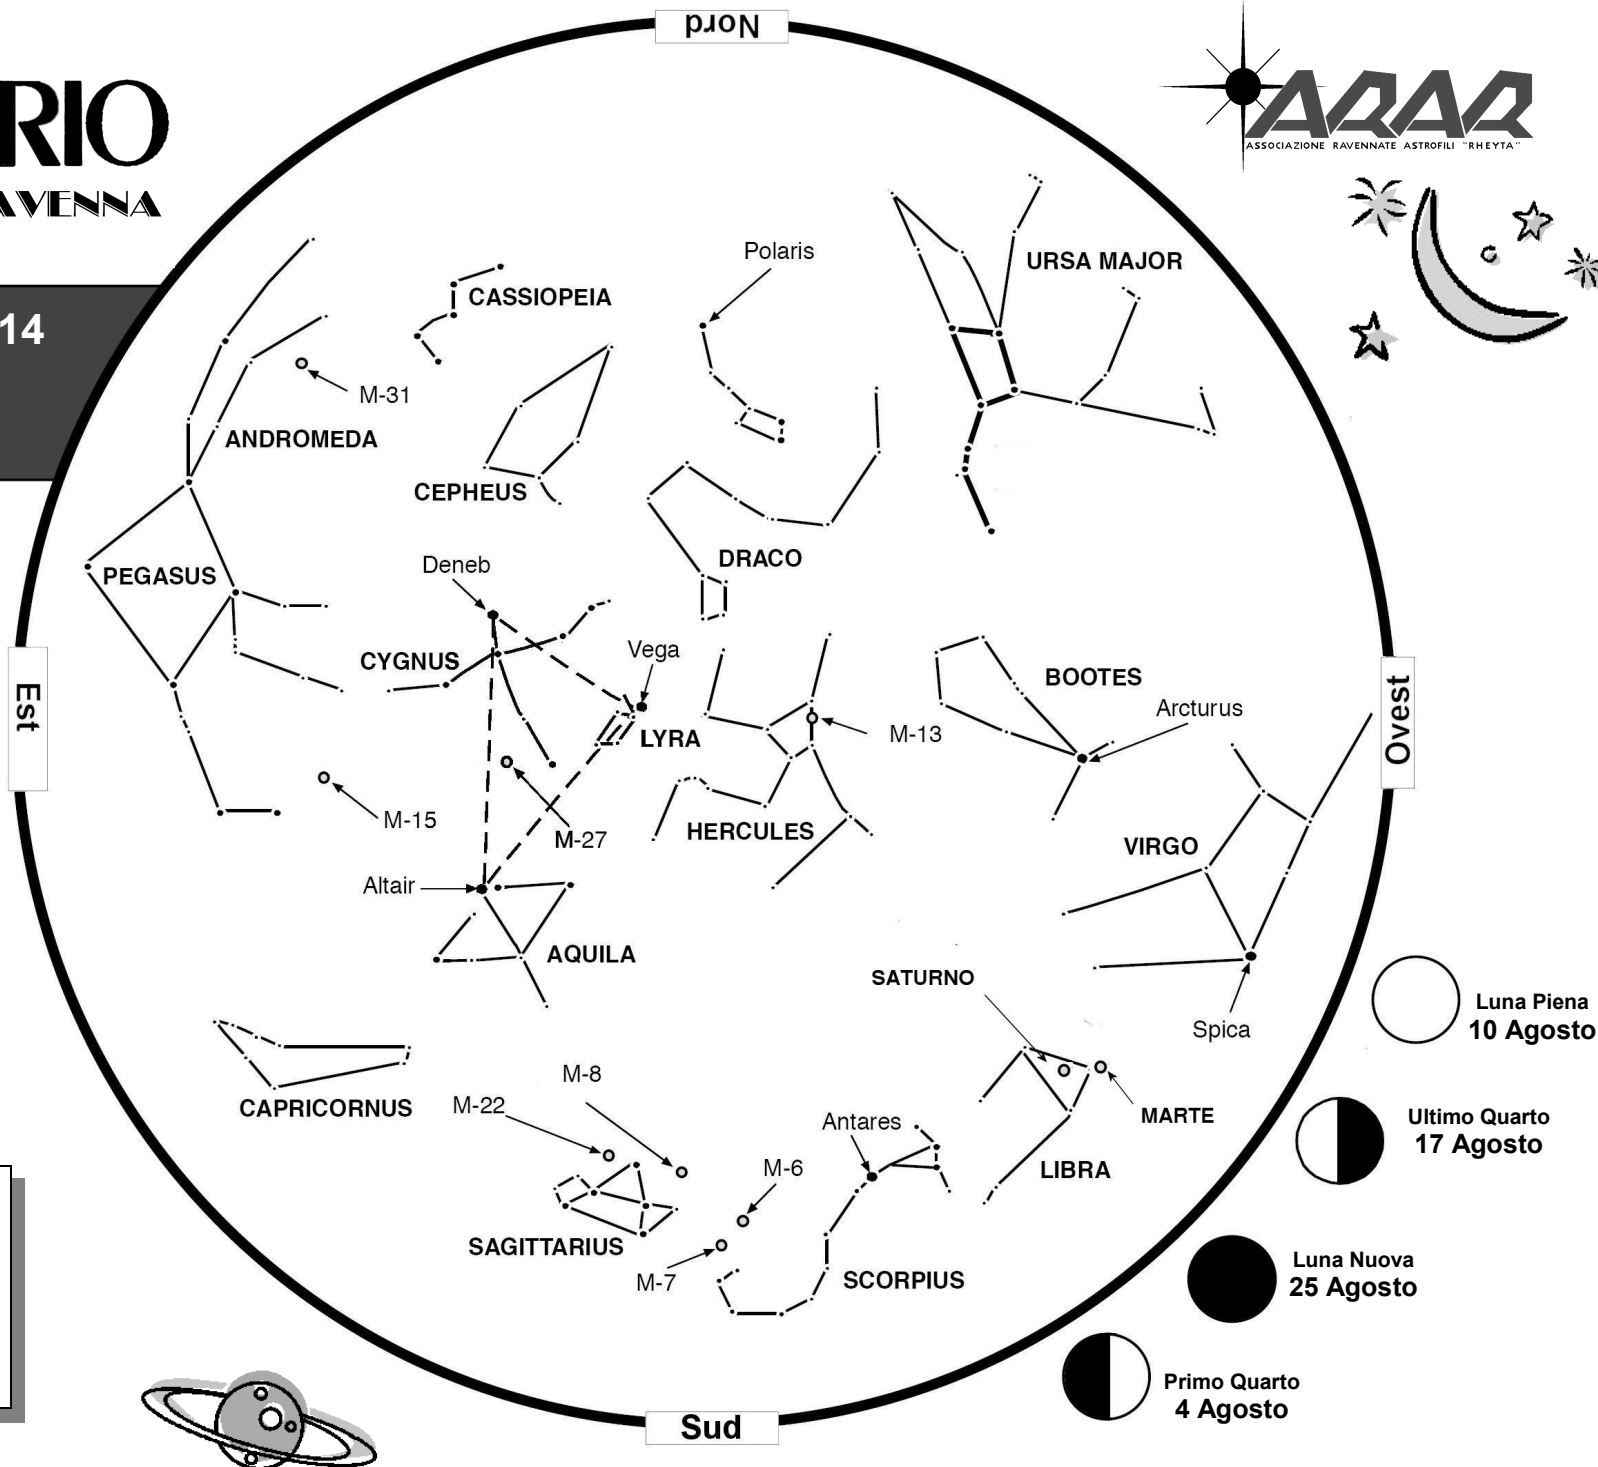 Nord
RIO
AVENNA
14
ARAR
ASSOCIAZIONE RAVENNATE ASTROFILI "RHEYTA"
Polaris
URSA MAJOR
CASSIOPEIA
M-31
ANDROMEDA
CEPHEUS
DRACO
PEGASUS
Deneb
CYGNUS
Vega
LYRA
BOOTES
Arcturus
M-13
Est
Ovest
M-15
M-27
HERCULES
VIRGO
Altair
AQUILA
SATURNO
Spica
Luna Piena
10 Agosto
M-8
M-22
CAPRICORNUS
Antares
MARTE
Ultimo Quarto
17 Agosto
M-6
LIBRA
SAGITTARIUS
M-7
SCORPIUS
Luna Nuova
25 Agosto
Primo Quarto
4 Agosto
Sud